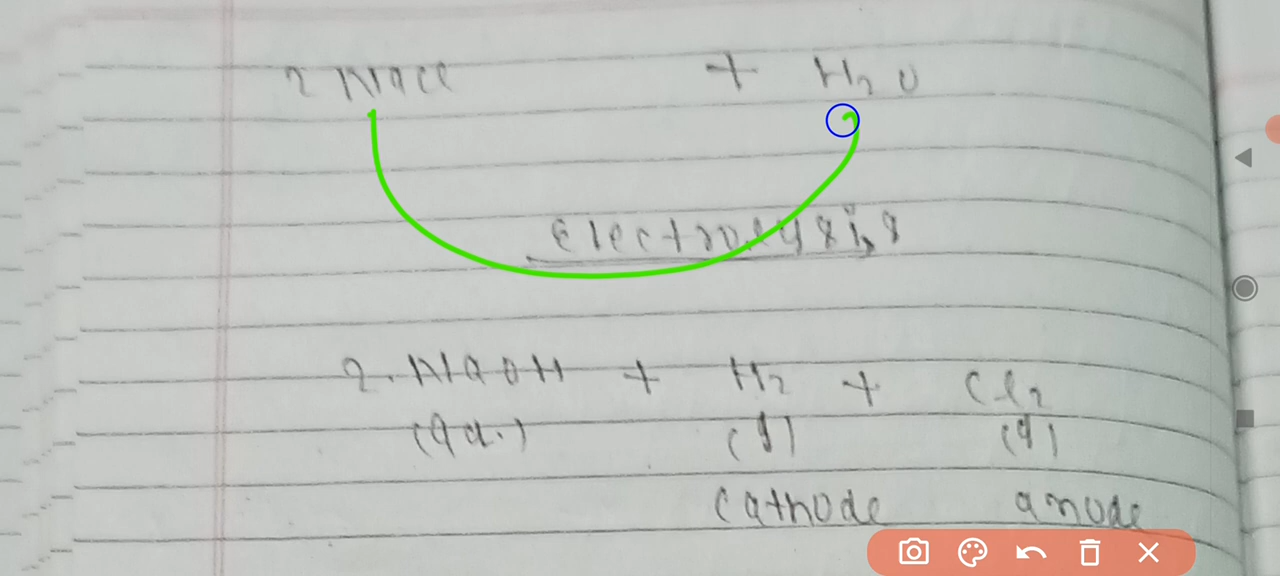 2 NaCl + H2O
Electrolysis
2. NaOH + H2 + Cl2
(aq.) (g) (g)
cathode anode